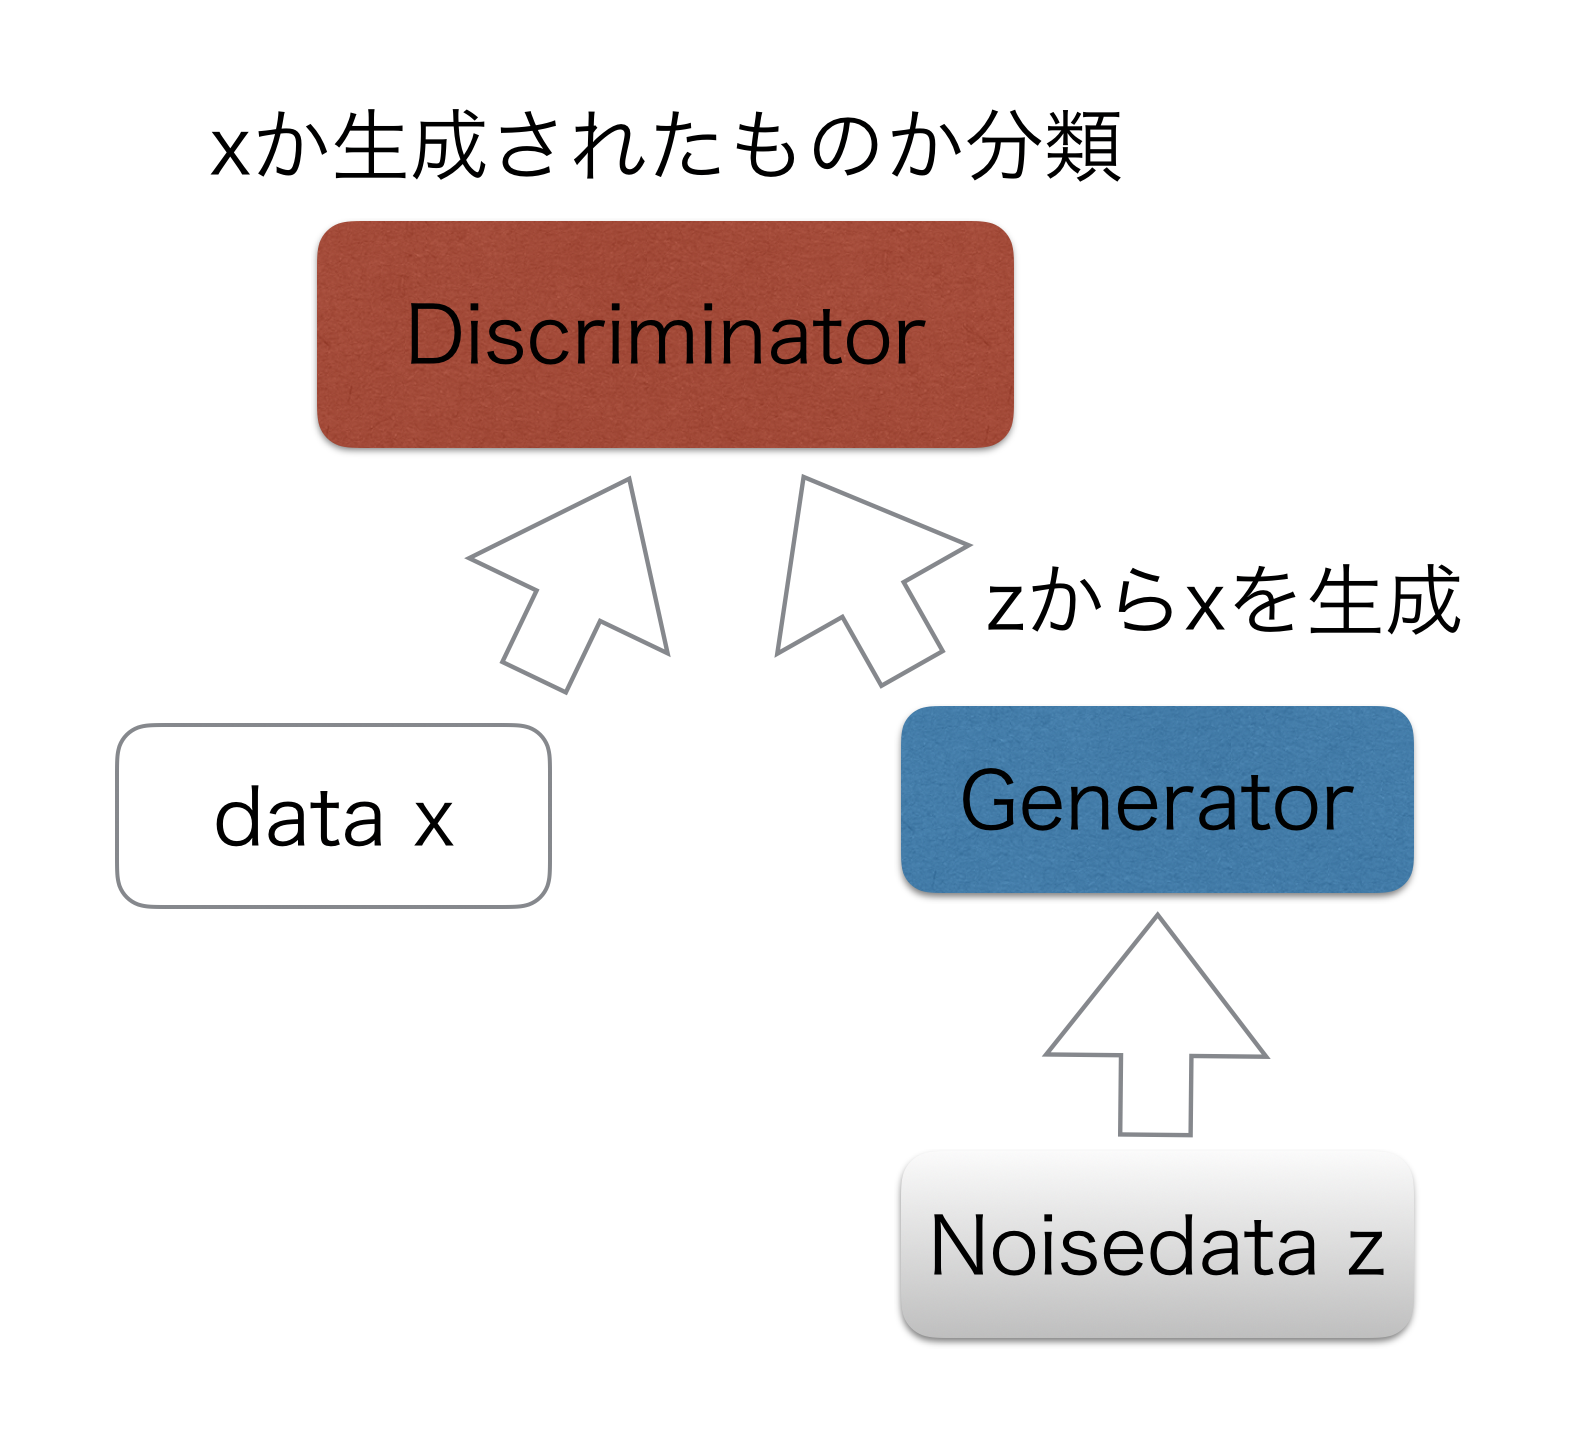 xか生成されたものか分類
Discriminator
zからxを生成
data x
Generator
Noisedata z